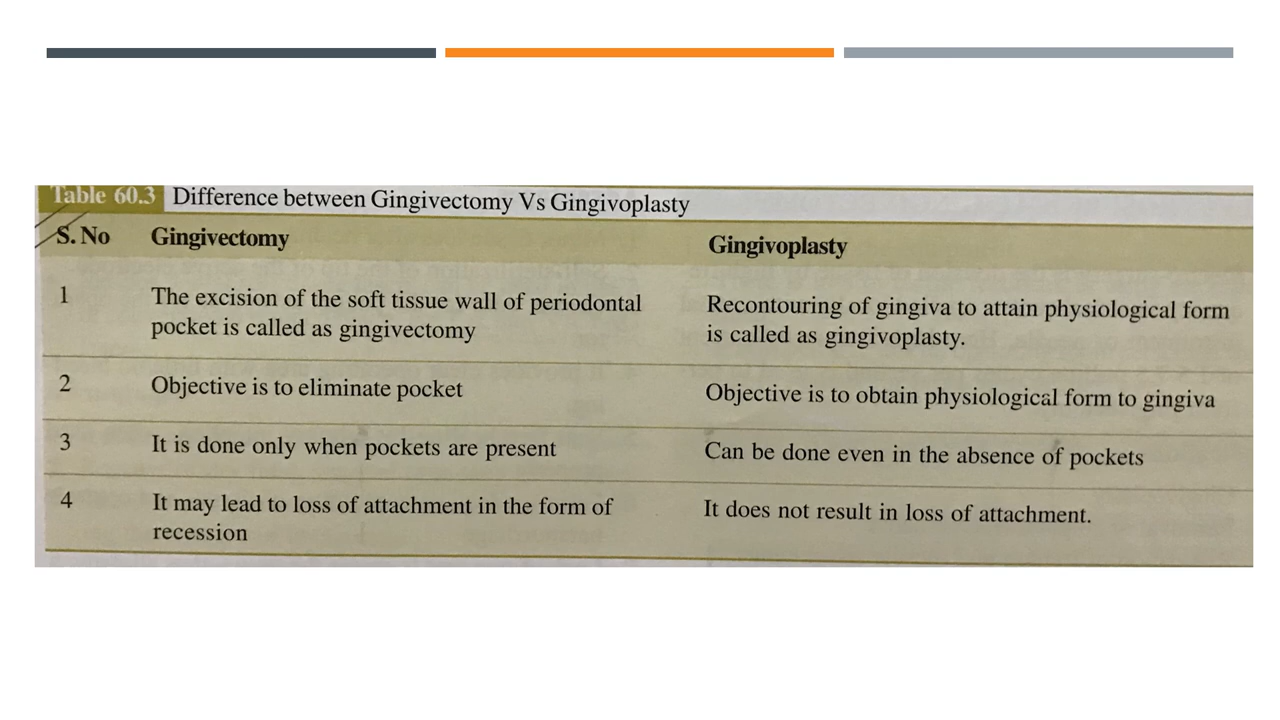 Table 60.3 Difference between Gingivectomy Vs Gingivoplasty
S. No Gingivectomy Gingivoplasty
1 The excision of the soft tissue wall of periodontal Recontouring of gingiva to attain physiological form
pocket is called as gingivectomy is called as gingivoplasty.
2 Objective is to eliminate pocket Objective is to obtain physiological form to gingiva
3 It is done only when pockets are present Can be done even in the absence of pockets
4 It may lead to loss of attachment in the form of It does not result in loss of attachment.
recession